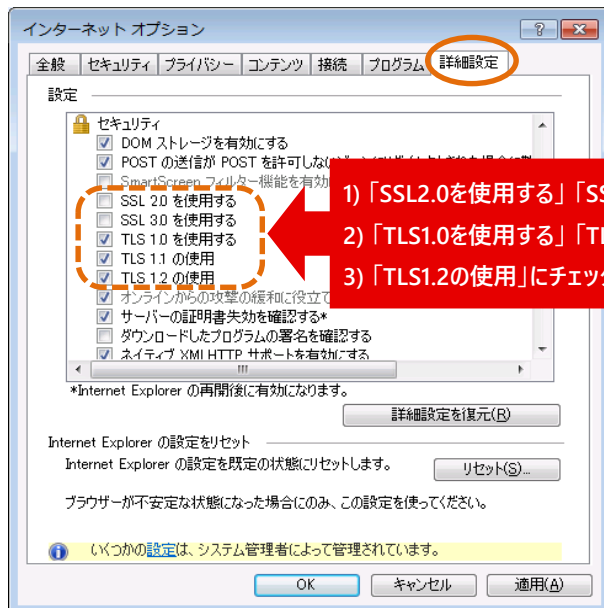 インターネット オプション
全般 セキュリティ プライバシー コンテンツ 接続 プログラム 詳細設定
設定
セキュリティ
DOM ストレージを有効にする
POST の送信が POST を許可しない
SmartScreen フィルター機能を有効
SSL 2.0 を使用する
SSL 3.0 を使用する
TLS 1.0 を使用する
TLS 1.1 の使用
TLS 1.2 の使用
オンラインからの攻撃の緩和に役立て
サーバーの証明書失効を確認する*
ダウンロードしたプログラムの署名を確認する
ネイティブ XMLHTTP サポートを有効にする
1)「SSL2.0を使用する」「SS
2)「TLS1.0を使用する」「TL
3)「TLS1.2の使用」にチェック
*Internet Explorer の再開後に有効になります。
詳細設定を復元(R)
Internet Explorer の設定をリセット
Internet Explorer の設定を既定の状態にリセットします。
リセット(S)...
ブラウザーが不安定な状態になった場合にのみ、この設定を使ってください。
いくつかの設定は、システム管理者によって管理されています。
OK キャンセル 適用(A)